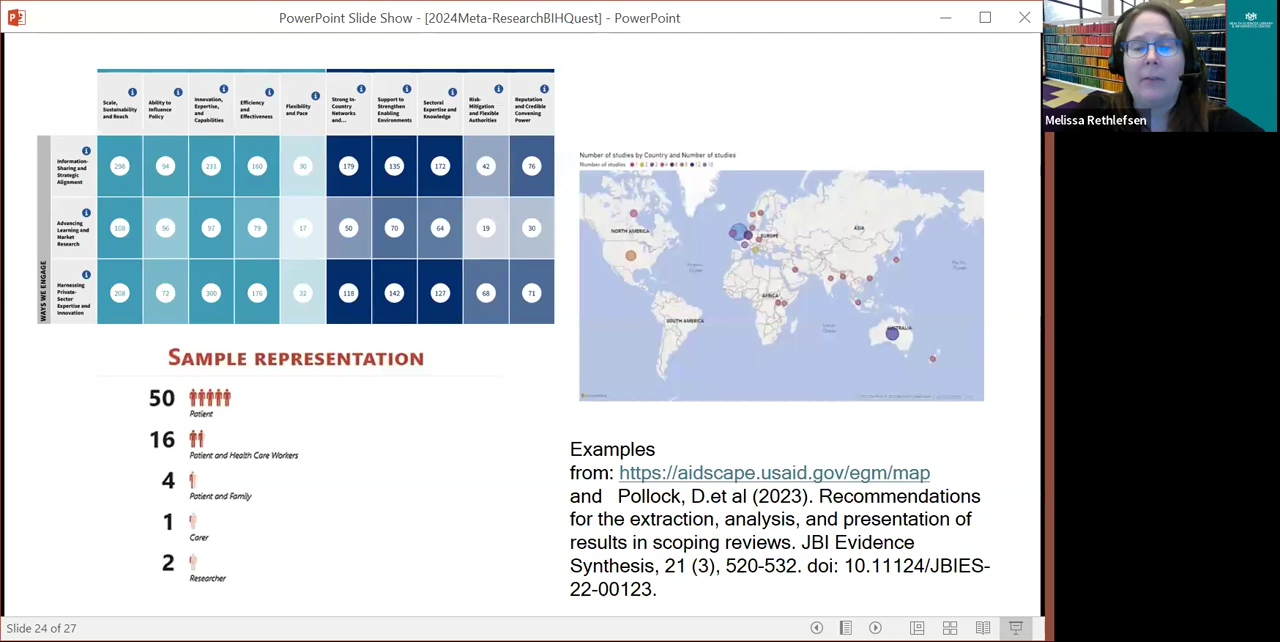 PowerPoint Slide Show - [2024Meta-ResearchBIHQuest] - PowerPoint
Scale,
Sustainability
and Reach
Ability to
Influence
Policy
Innovation,
Expertise,
and
Capabilities
Efficiency
and
Effectiveness
Flexibility
and Pace
Strong In-
Country
Networks
and...
Support to
Strengthen
Enabling
Environments
Sectoral
Expertise and
Knowledge
Risk-
Mitigation
and Flexible
Authorities
Reputation
and Credible
Convening
Power
WAYS WE ENGAGE
Information-
Sharing and
Strategic
Alignment
298 94 231 160 30 179 135 172 42 76
Advancing
Learning and
Market
Research
108 56 97 79 17 50 70 64 19 30
Harnessing
Private-
Sector
Expertise and
Innovation
208 72 300 176 32 118 142 127 68 71
SAMPLE REPRESENTATION
50
Patient
16
Patient and Health Care Workers
4
Patient and Family
1
Carer
2
Researcher
Number of studies by Country and Number of studies
Number of studies
NORTH AMERICA
EUROPE
ASIA
AFRICA
SOUTH AMERICA
AUSTRALIA
Examples
from: https://aidscape.usaid.gov/egm/map
and Pollock, D.et al (2023). Recommendations
for the extraction, analysis, and presentation of
results in scoping reviews. JBI Evidence
Synthesis, 21 (3), 520-532. doi: 10.11124/JBIES-
22-00123.
Melissa Rethlefsen
Slide 24 of 27